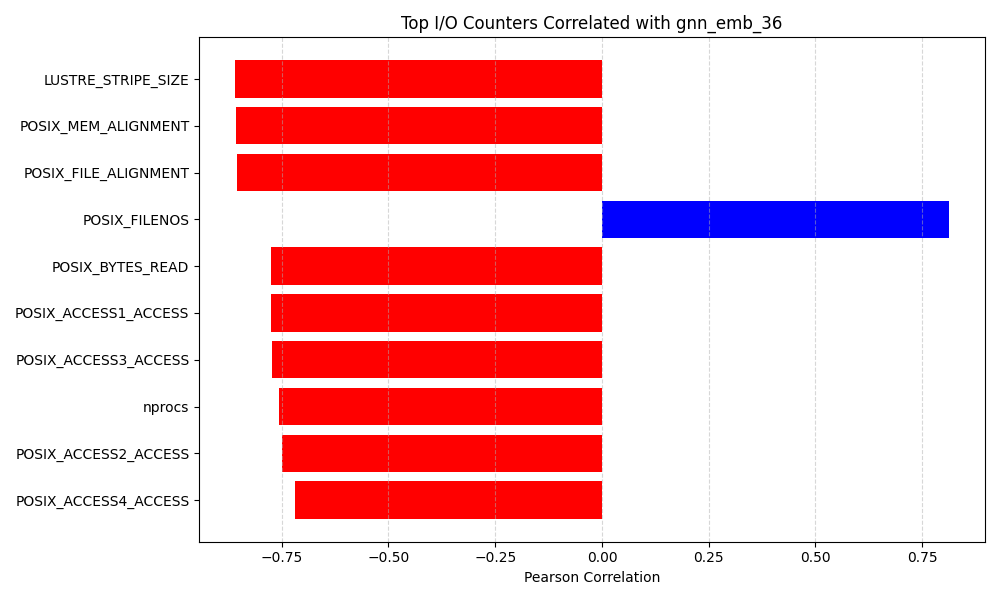 Top I/O Counters Correlated with gnn_emb_36
LUSTRE_STRIPE_SIZE
POSIX_MEM_ALIGNMENT
POSIX_FILE_ALIGNMENT
POSIX_FILENOS
POSIX_BYTES_READ
POSIX_ACCESS1_ACCESS
POSIX_ACCESS3_ACCESS
nprocs
POSIX_ACCESS2_ACCESS
POSIX_ACCESS4_ACCESS
−0.75 −0.50 −0.25 0.00 0.25 0.50 0.75
Pearson Correlation